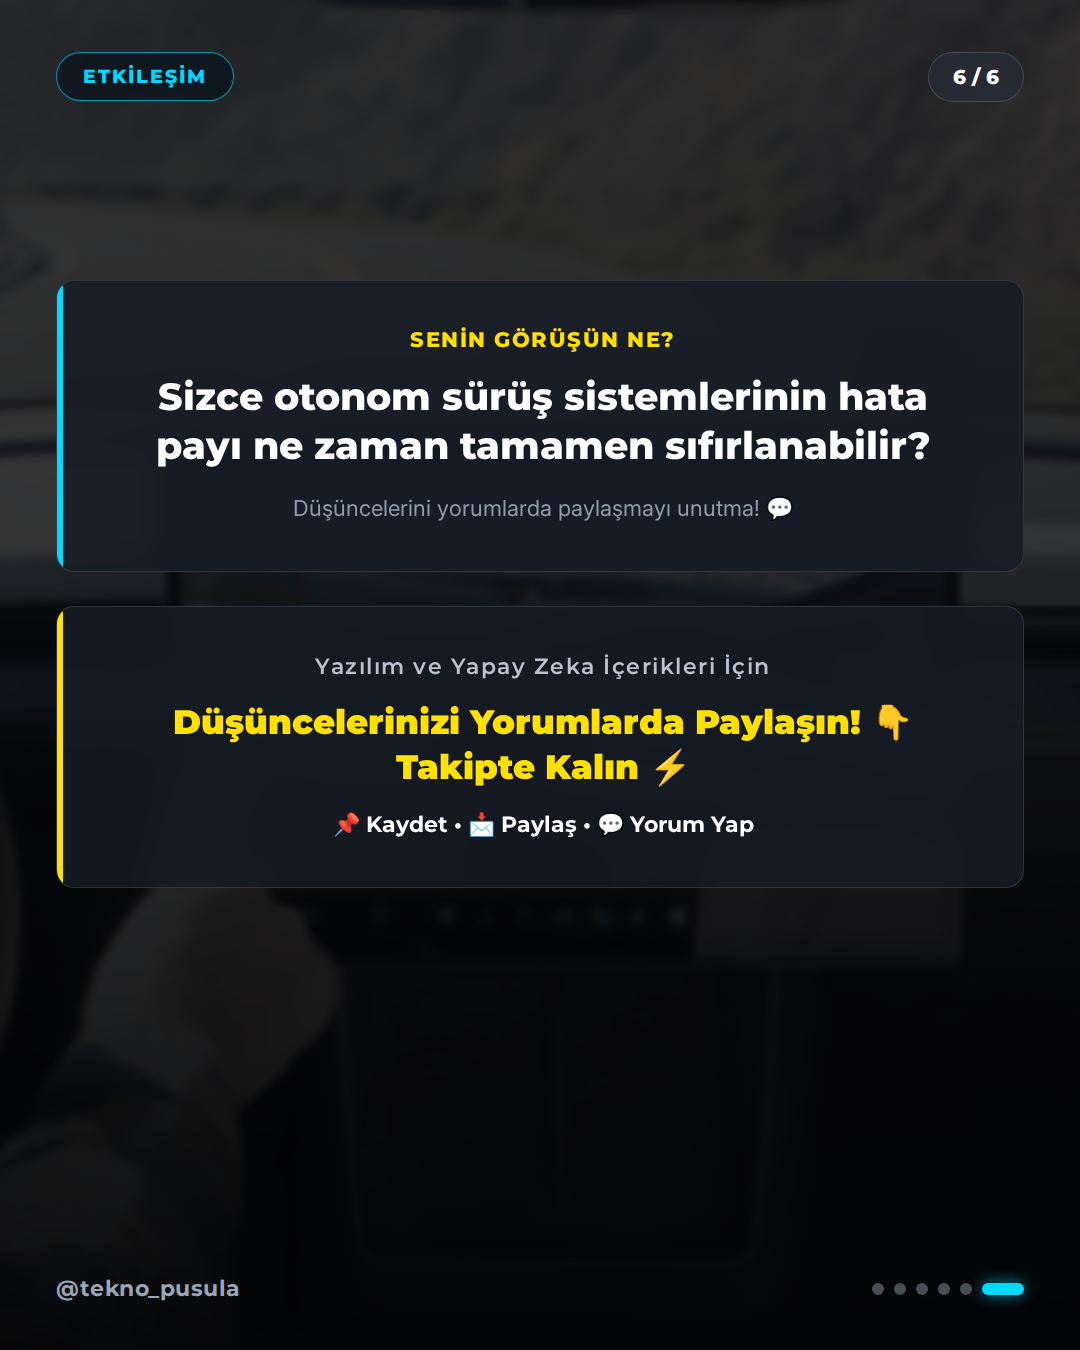 ETKİLEŞİM
6 / 6
SENİN GÖRÜŞÜN NE?
Sizce otonom sürüş sistemlerinin hata
payı ne zaman tamamen sıfırlanabilir?
Düşüncelerini yorumlarda paylaşmayı unutma! 💬
Yazılım ve Yapay Zeka İçerikleri İçin
Düşüncelerinizi Yorumlarda Paylaşın! 👇
Takipte Kalın ⚡
📌 Kaydet • 📩 Paylaş • 💬 Yorum Yap
@tekno_pusula